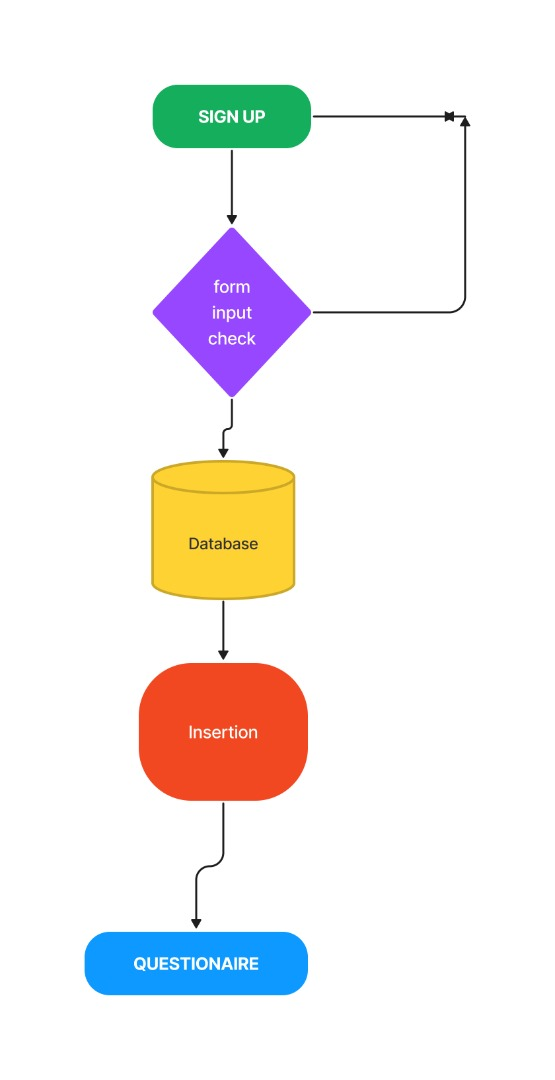 SIGN UP
form
input
check
Database
Insertion
QUESTIONAIRE